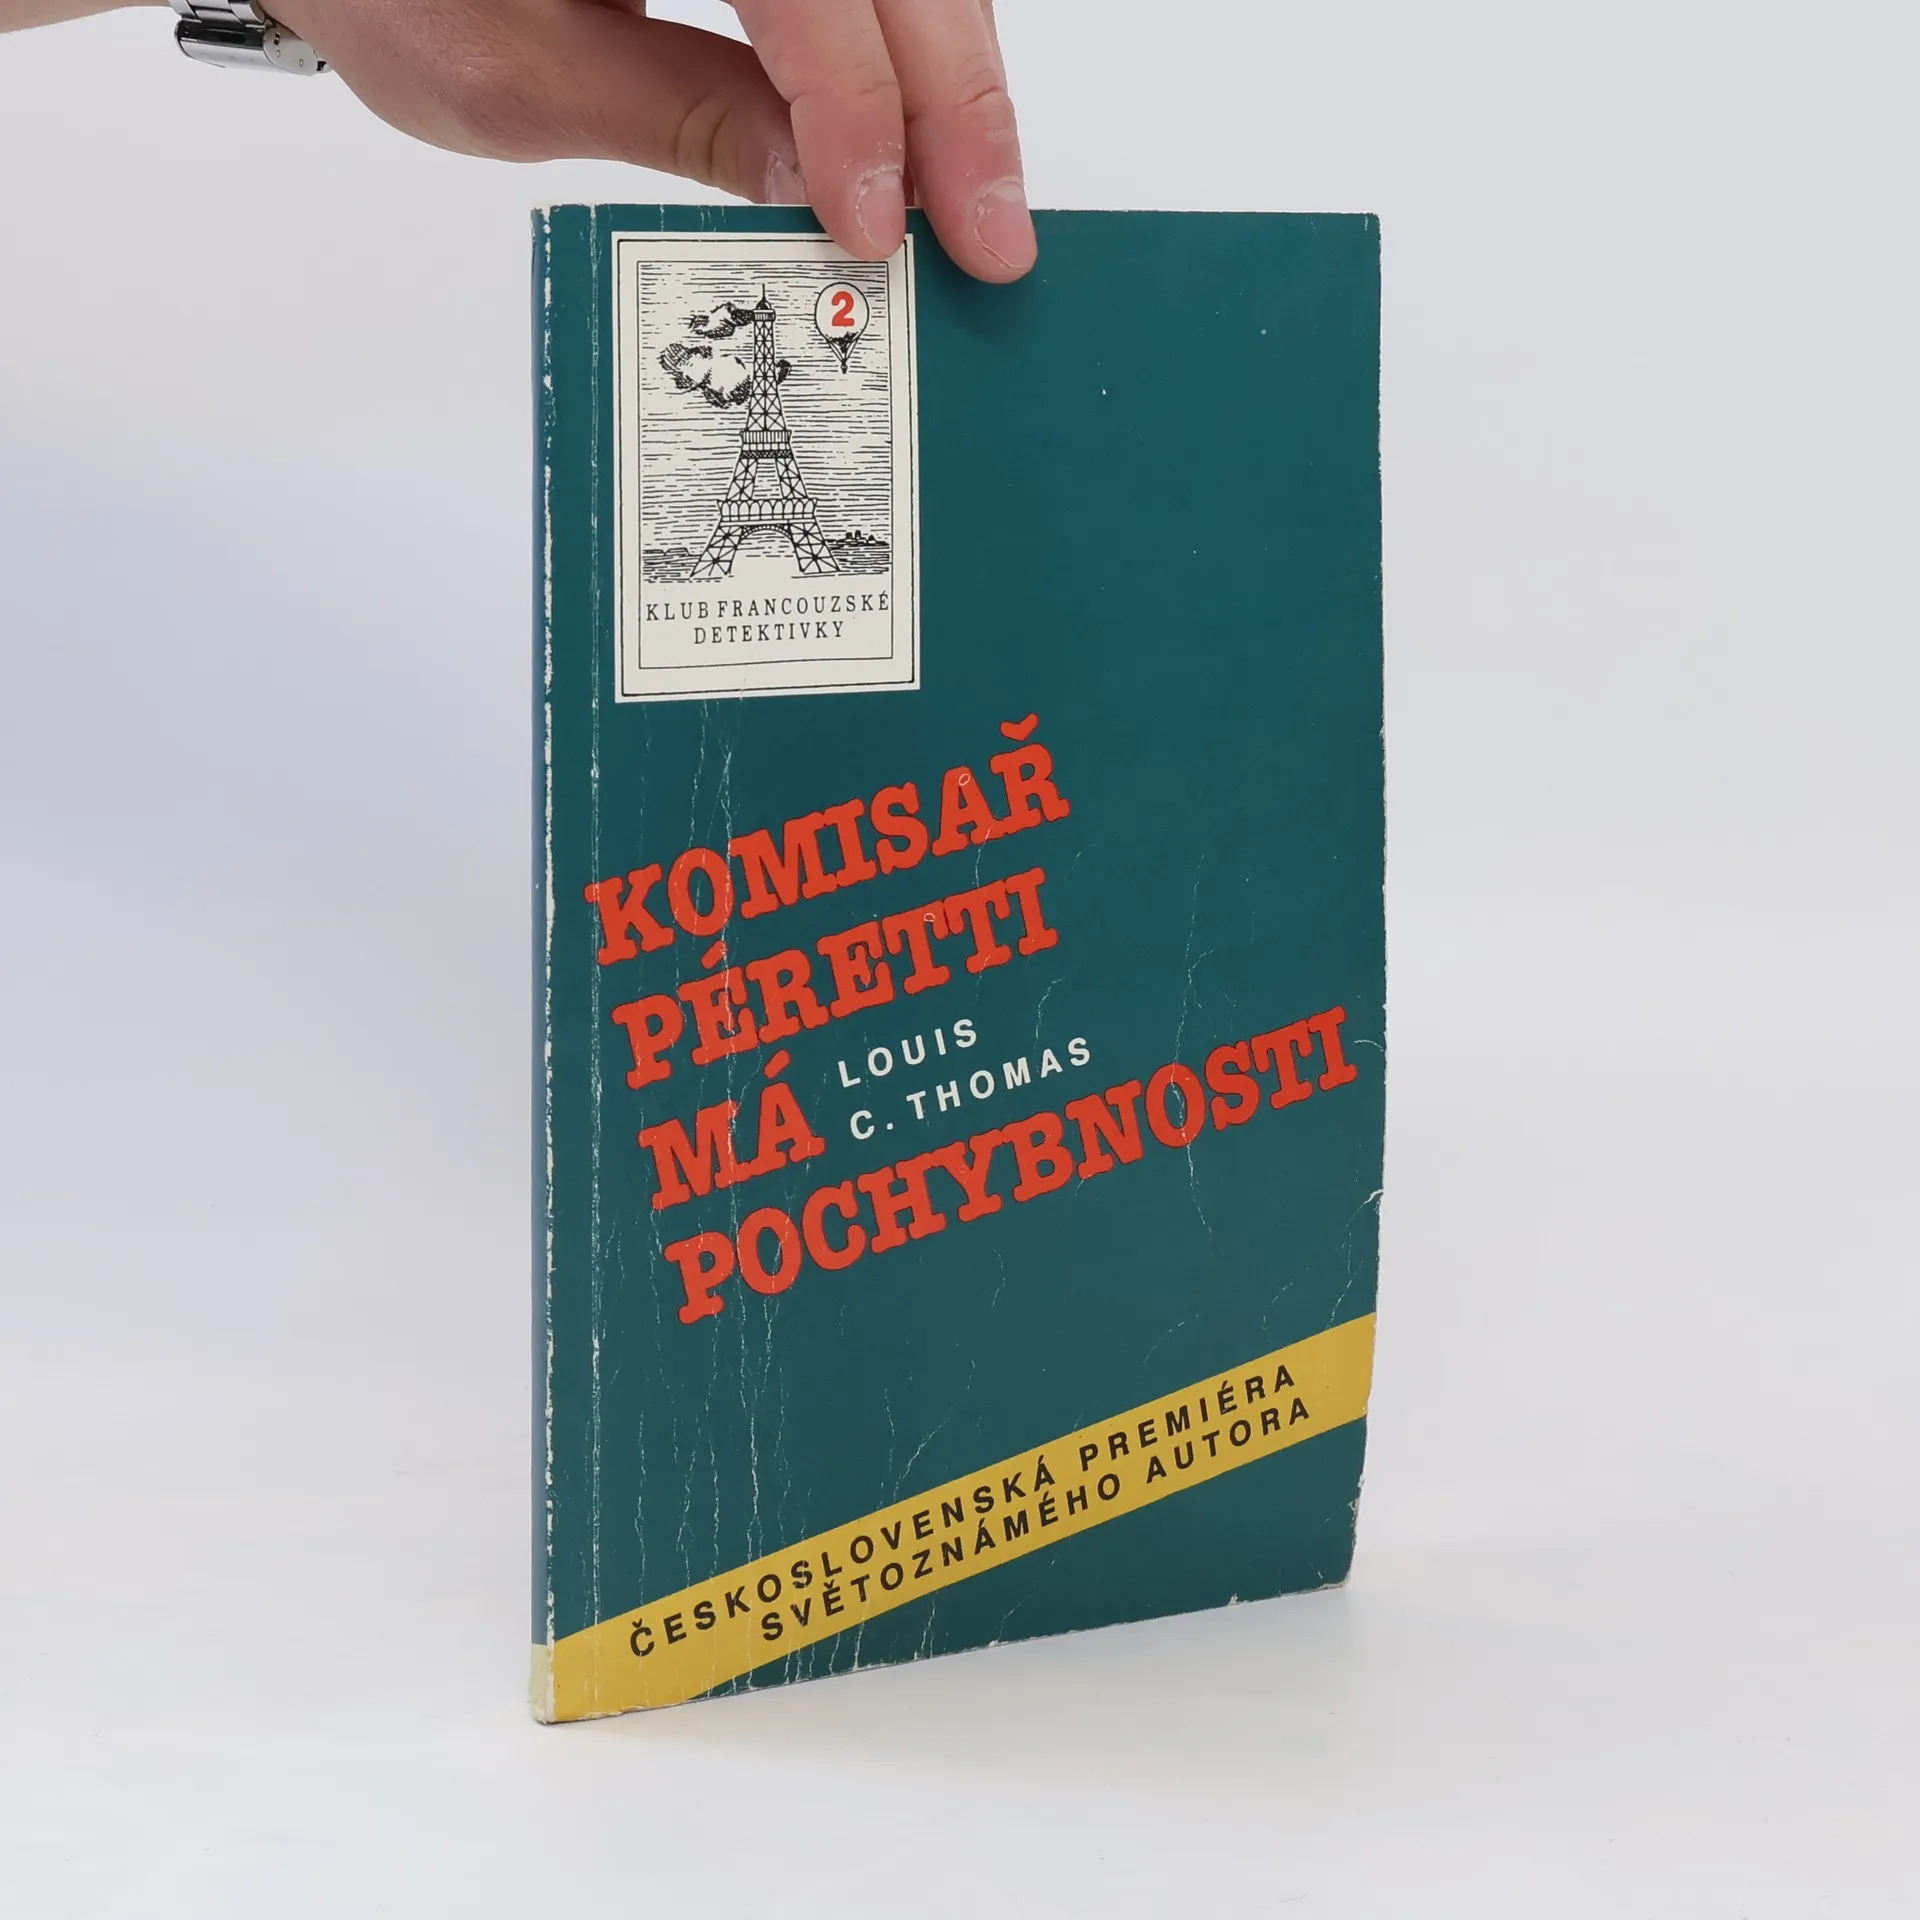 2
KLUB FRANCOUZSKÉ
DETEKTIVKY
KOMISAŘ
PÉRETTI
MÁ
LOUIS
C. THOMAS
POCHYBNOSTI
ČESKOSLOVENSKÁ PREMIÉRA
SVĚTOZNÁMÉHO AUTORA